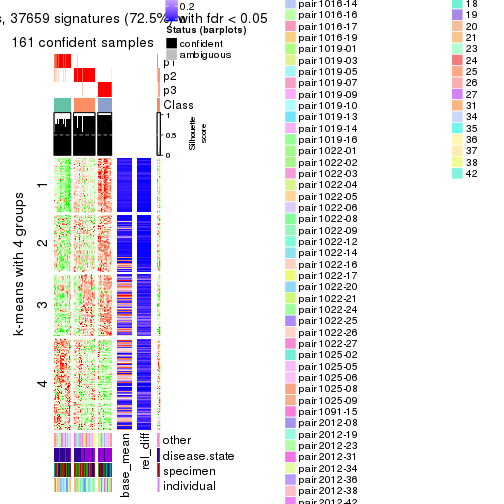 s, 37659 signatures (72.5%) with fdr < 0.05
161 confident samples
0.2
0
Status (barplots)
confident
ambiguous
p1
p2
p3
Class
1
0.5
0
Silhouette
score
k-means with 4 groups
1
2
3
4
base_mean
rel_diff
other
disease.state
specimen
individual
pair1016-14
pair1016-16
pair1016-17
pair1016-19
pair1019-01
pair1019-03
pair1019-05
pair1019-07
pair1019-09
pair1019-10
pair1019-13
pair1019-14
pair1019-16
pair1022-01
pair1022-02
pair1022-03
pair1022-04
pair1022-05
pair1022-06
pair1022-08
pair1022-09
pair1022-12
pair1022-14
pair1022-16
pair1022-17
pair1022-20
pair1022-21
pair1022-24
pair1022-25
pair1022-26
pair1022-27
pair1025-02
pair1025-05
pair1025-06
pair1025-08
pair1025-09
pair1091-15
pair2012-08
pair2012-19
pair2012-23
pair2012-31
pair2012-34
pair2012-36
pair2012-38
pair2012-42
18
19
20
24
25
26
27
31
34
35
36
37
38
42